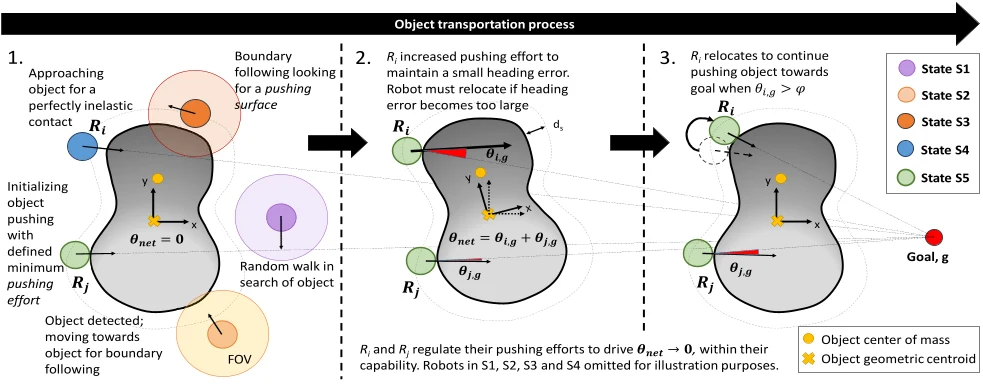 Object transportation process
1.
Approaching
object for a
perfectly inelastic
contact
R_i
Boundary
following looking
for a pushing
surface
Initializing
object
pushing
with
defined
minimum
pushing
effort
y
x
θ_net = 0
R_j
Random walk in
search of object
Object detected;
moving towards
object for boundary
following
FOV
2.
R_i increased pushing effort to
maintain a small heading error.
Robot must relocate if heading
error becomes too large
R_i
d_s
θ_i,g
y
x
θ_net = θ_i,g + θ_j,g
θ_j,g
R_j
3.
R_i relocates to continue
pushing object towards
goal when θ_i,g > φ
R_i
y
x
θ_j,g
R_j
State S1
State S2
State S3
State S4
State S5
Goal, g
R_i and R_j regulate their pushing efforts to drive θ_net → 0, within their
capability. Robots in S1, S2, S3 and S4 omitted for illustration purposes.
Object center of mass
Object geometric centroid